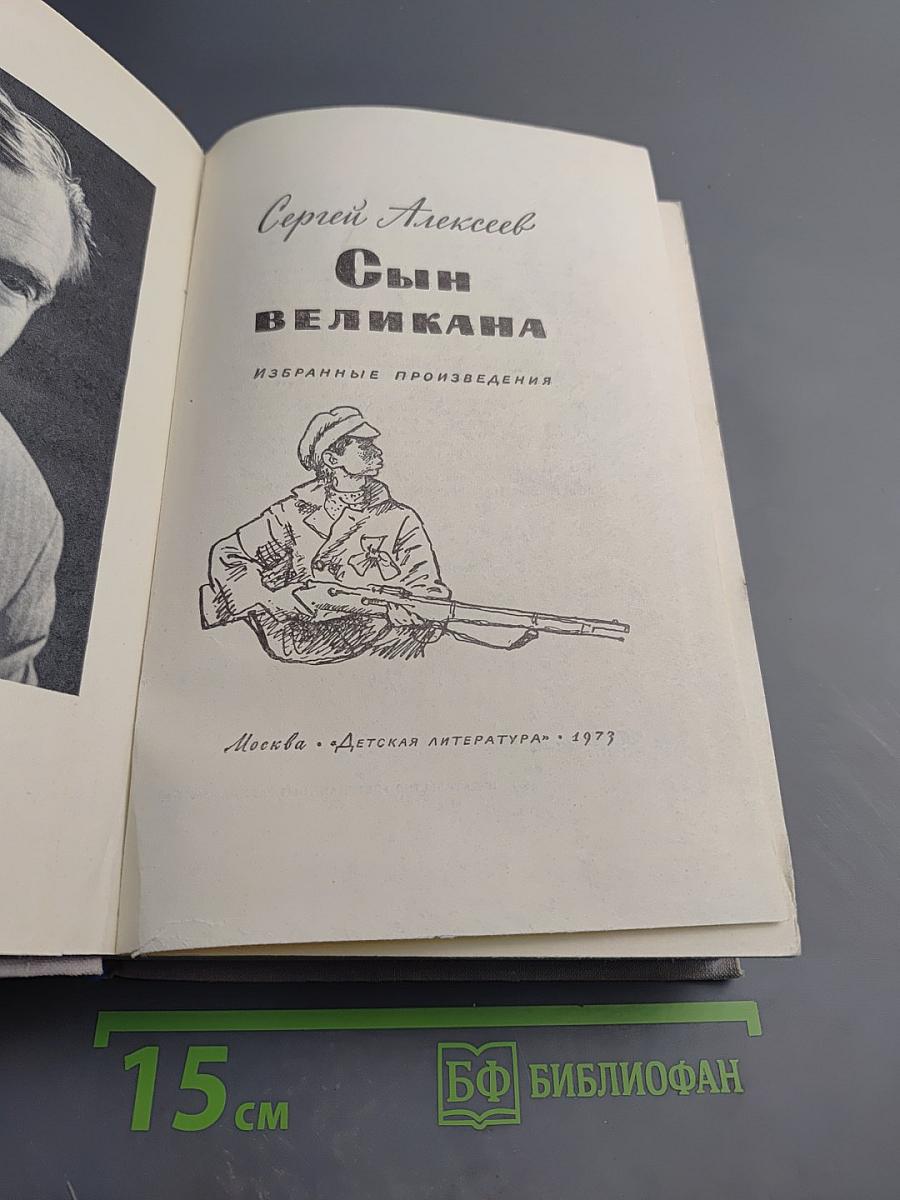 Сергей Алексеев
Сын
ВЕЛИКАНА
ИЗБРАННЫЕ ПРОИЗВЕДЕНИЯ
Москва • «ДЕТСКАЯ ЛИТЕРАТУРА» • 1973
15 см
БФ БИБЛИОФАН